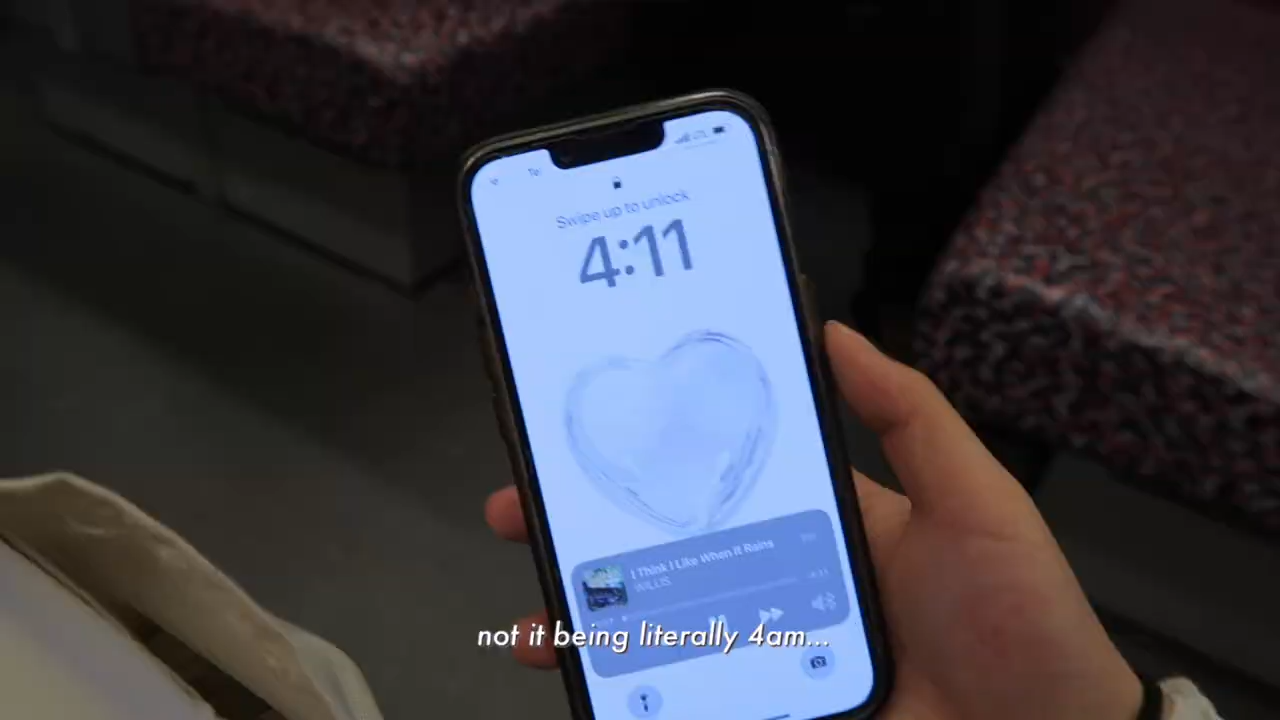 Swipe up to unlock
4:11
I Think I Like When It Rains
WILLIS
not it being literally 4am...